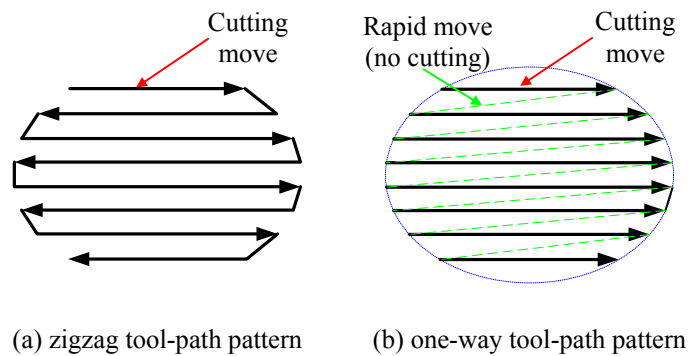 Cutting
move
Rapid move
(no cutting)
Cutting
move
(a) zigzag tool-path pattern
(b) one-way tool-path pattern